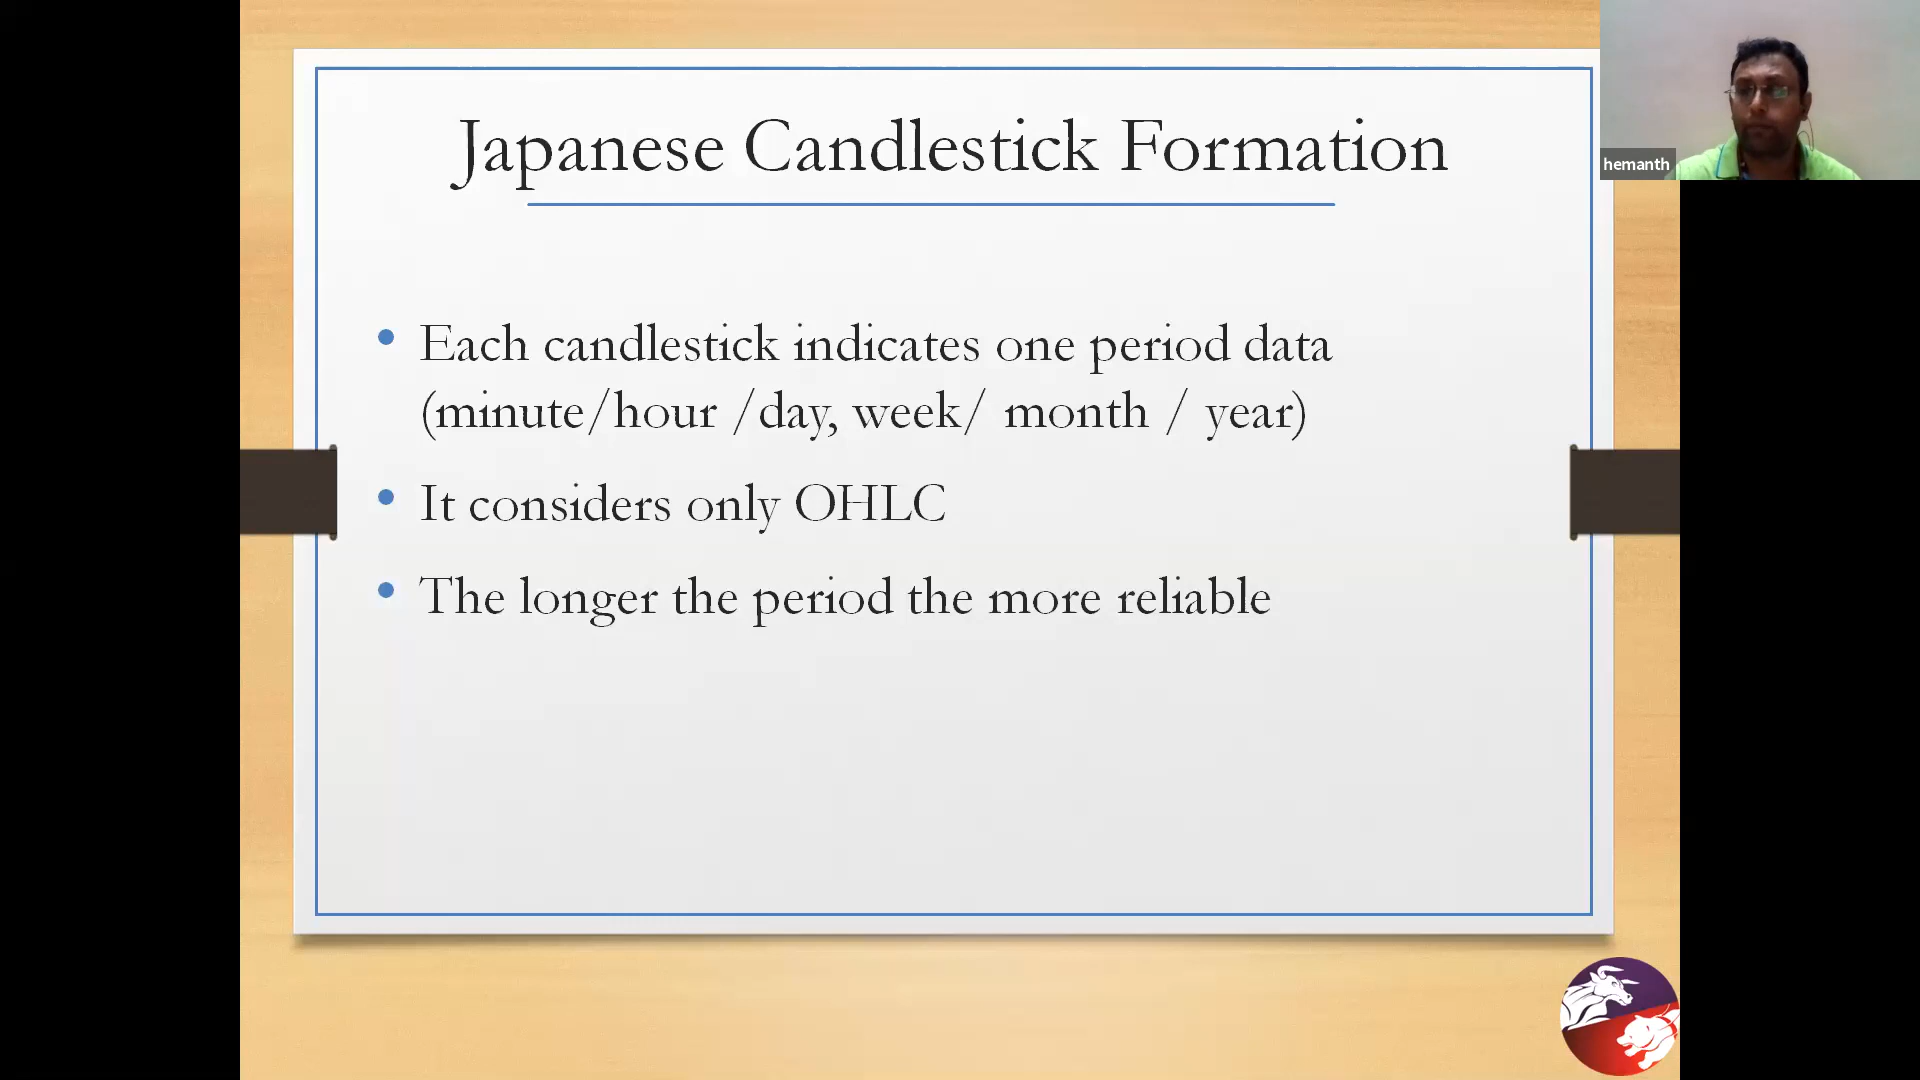 Japanese Candlestick Formation
hemanth
Each candlestick indicates one period data
(minute/hour /day, week/ month / year)
It considers only OHLC
The longer the period the more reliable